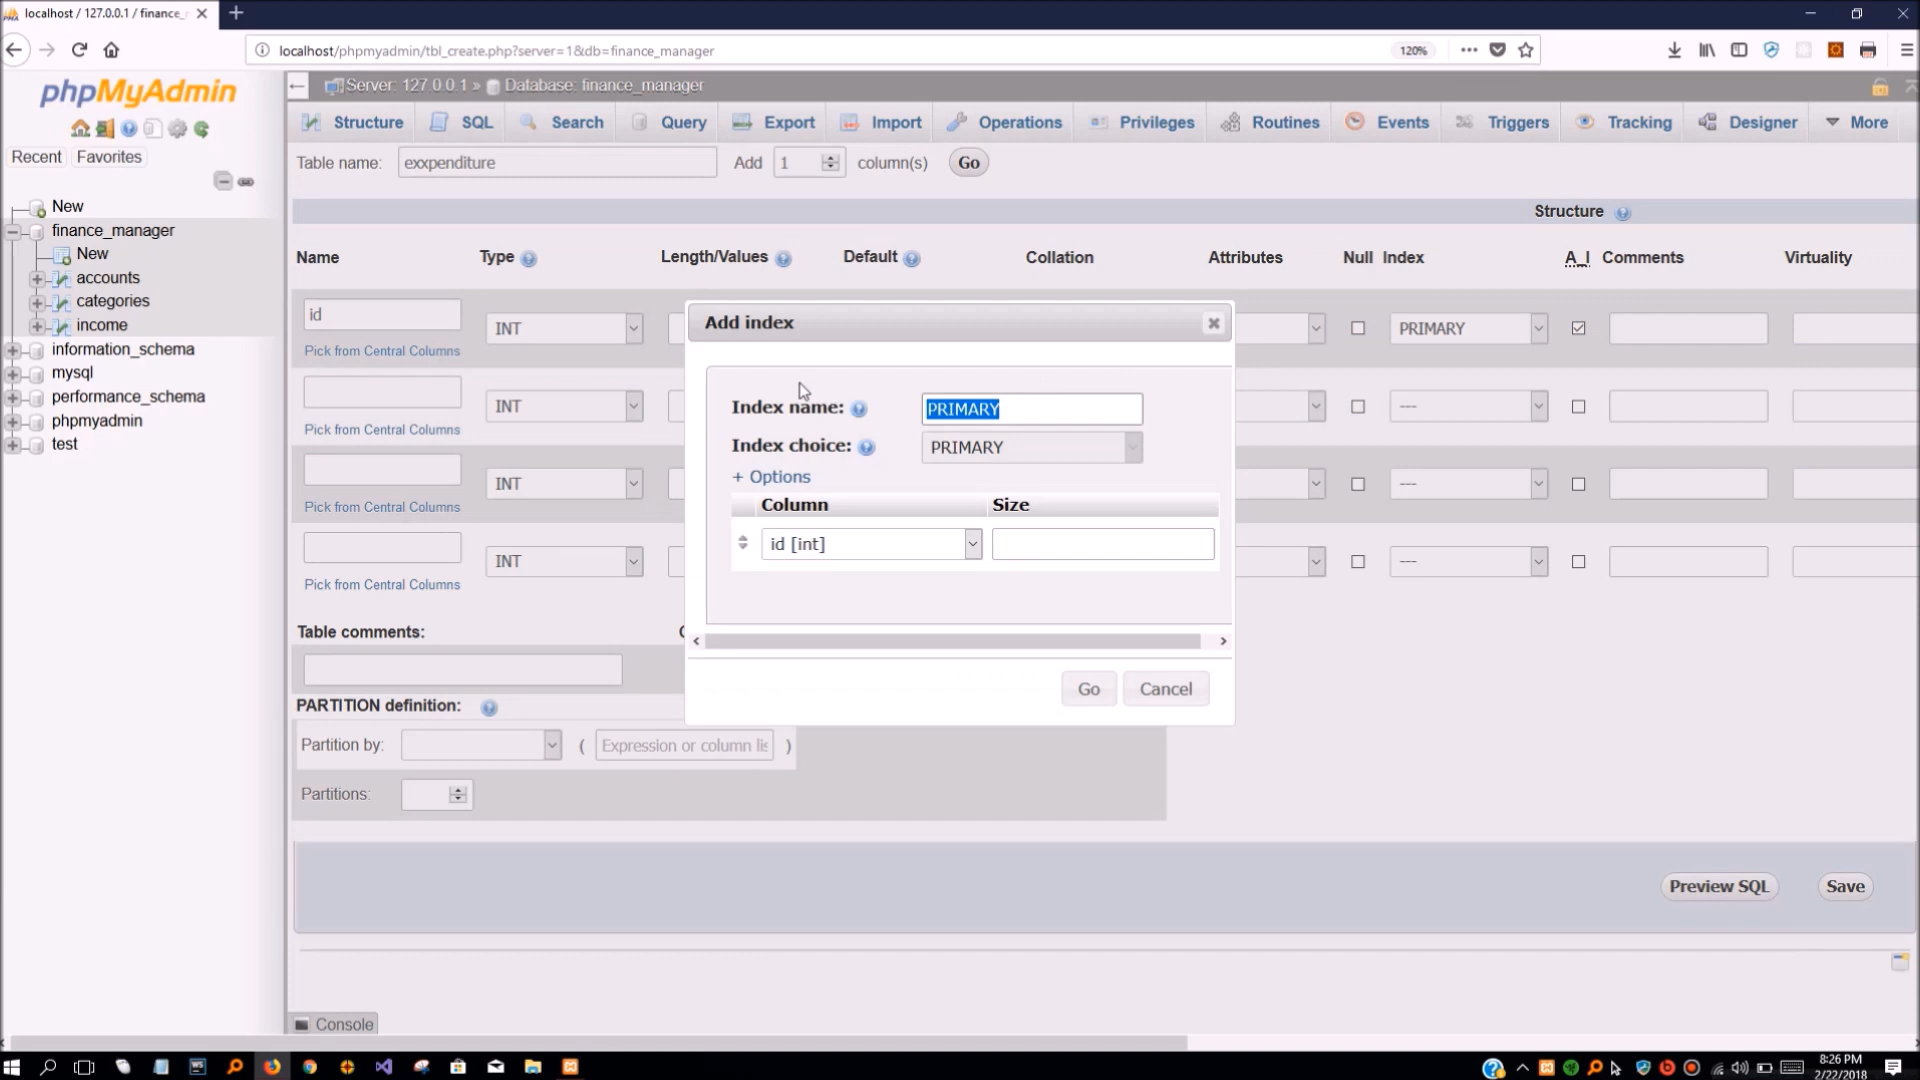 localhost / 127.0.0.1 / finance_
localhost/phpmyadmin/tbl_create.php?server=1&db=finance_manager
120%
phpMyAdmin
Server: 127.0.0.1 » Database: finance_manager
Structure SQL Search Query Export Import Operations Privileges Routines Events Triggers Tracking Designer More
Recent Favorites
Table name: exxpenditure Add 1 column(s) Go
New
finance_manager
New
accounts
categories
income
information_schema
mysql
performance_schema
phpmyadmin
test
Structure
Name Type Length/Values Default Collation Attributes Null Index A_I Comments Virtuality
id INT PRIMARY
Pick from Central Columns
INT ---
Pick from Central Columns
INT ---
Pick from Central Columns
INT ---
Pick from Central Columns
Add index
Index name: PRIMARY
Index choice: PRIMARY
+ Options
Column Size
id [int]
Go Cancel
Table comments:
PARTITION definition:
Partition by: ( Expression or column lis )
Partitions:
Preview SQL Save
Console
8:26 PM
2/22/2018